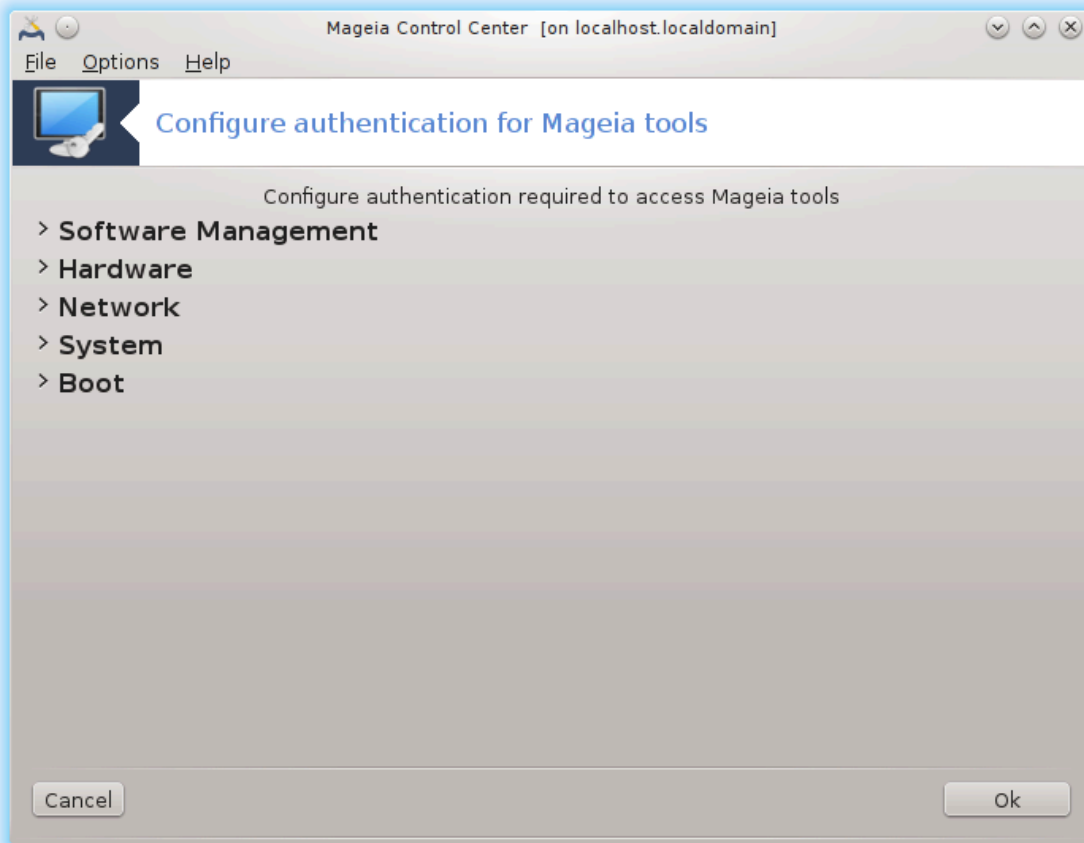 Mageia Control Center [on localhost.localdomain]
File Options Help
Configure authentication for Mageia tools
Configure authentication required to access Mageia tools
> Software Management
> Hardware
> Network
> System
> Boot
Cancel Ok